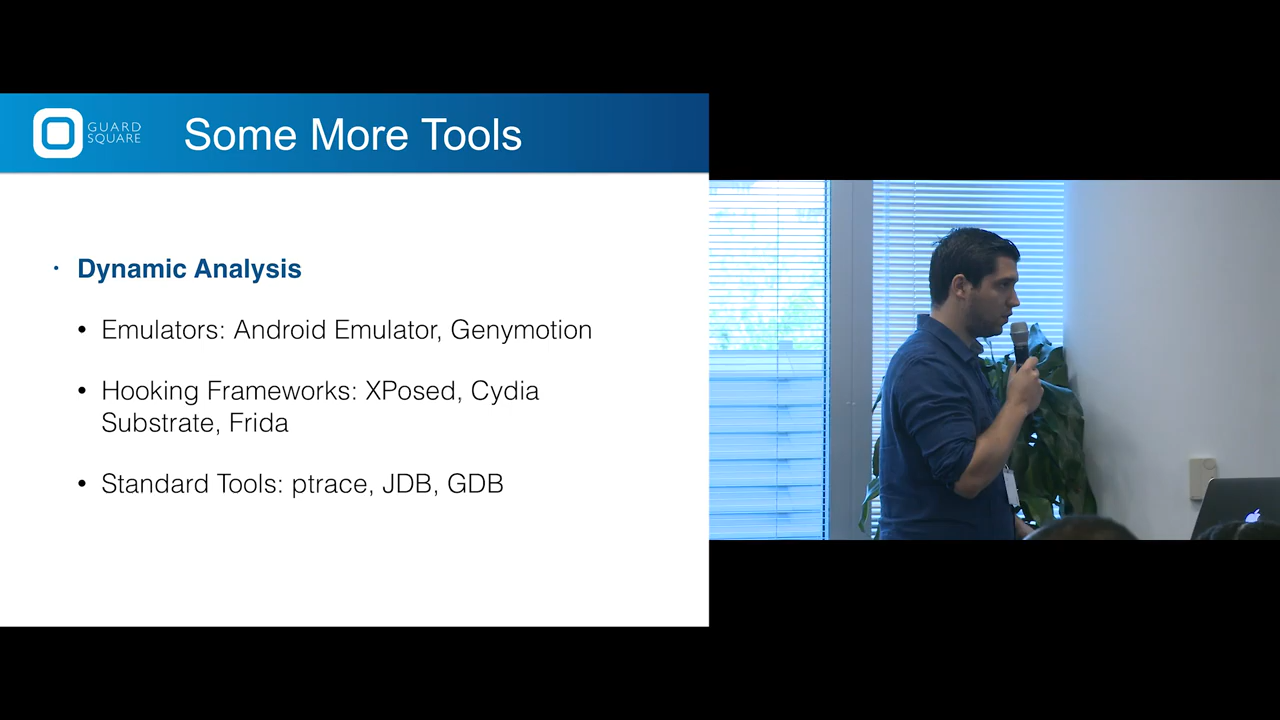 GUARD
SQUARE
Some More Tools
· Dynamic Analysis
• Emulators: Android Emulator, Genymotion
• Hooking Frameworks: XPosed, Cydia
Substrate, Frida
• Standard Tools: ptrace, JDB, GDB